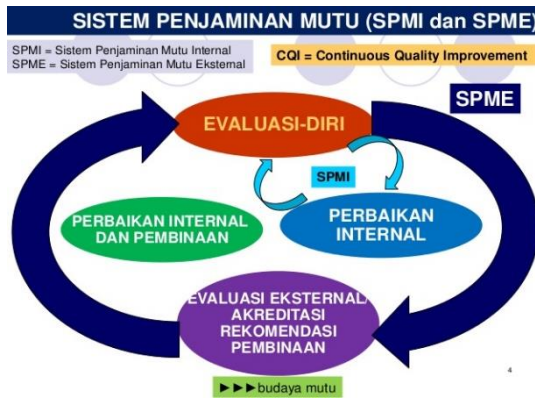 SISTEM PENJAMINAN MUTU (SPMI dan SPME)
SPMI = Sistem Penjaminan Mutu Internal
SPME = Sistem Penjaminan Mutu Eksternal
CQI = Continuous Quality Improvement
SPME
EVALUASI-DIRI
SPMI
PERBAIKAN INTERNAL
DAN PEMBINAAN
PERBAIKAN
INTERNAL
EVALUASI EKSTERNAL/
AKREDITASI
REKOMENDASI
PEMBINAAN
►►►budaya mutu
4